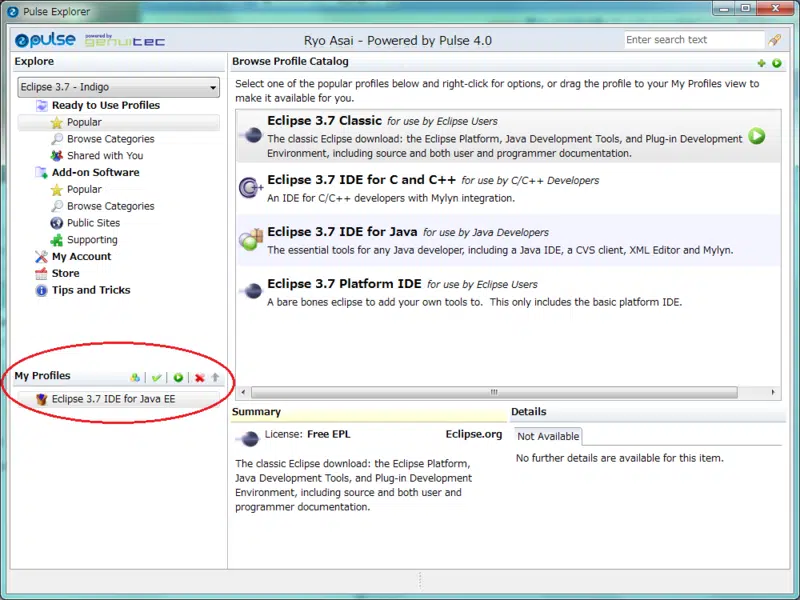 Pulse Explorer
pulse powered by genuitec
Ryo Asai - Powered by Pulse 4.0
Enter search text
Explore
Eclipse 3.7 - Indigo
Ready to Use Profiles
Popular
Browse Categories
Shared with You
Add-on Software
Popular
Browse Categories
Public Sites
Supporting
My Account
Store
Tips and Tricks
My Profiles
Eclipse 3.7 IDE for Java EE
Browse Profile Catalog
Select one of the popular profiles below and right-click for options, or drag the profile to your My Profiles view to
make it available for you.
Eclipse 3.7 Classic for use by Eclipse Users
The classic Eclipse download: the Eclipse Platform, Java Development Tools, and Plug-in Development
Environment, including source and both user and programmer documentation.
Eclipse 3.7 IDE for C and C++ for use by C/C++ Developers
An IDE for C/C++ developers with Mylyn integration.
Eclipse 3.7 IDE for Java for use by Java Developers
The essential tools for any Java developer, including a Java IDE, a CVS client, XML Editor and Mylyn.
Eclipse 3.7 Platform IDE for use by Eclipse Users
A bare bones eclipse to add your own tools to. This only includes the basic platform IDE.
Summary
License: Free EPL Eclipse.org
The classic Eclipse download: the Eclipse Platform,
Java Development Tools, and Plug-in Development
Environment, including source and both user and
programmer documentation.
Details
Not Available
No further details are available for this item.